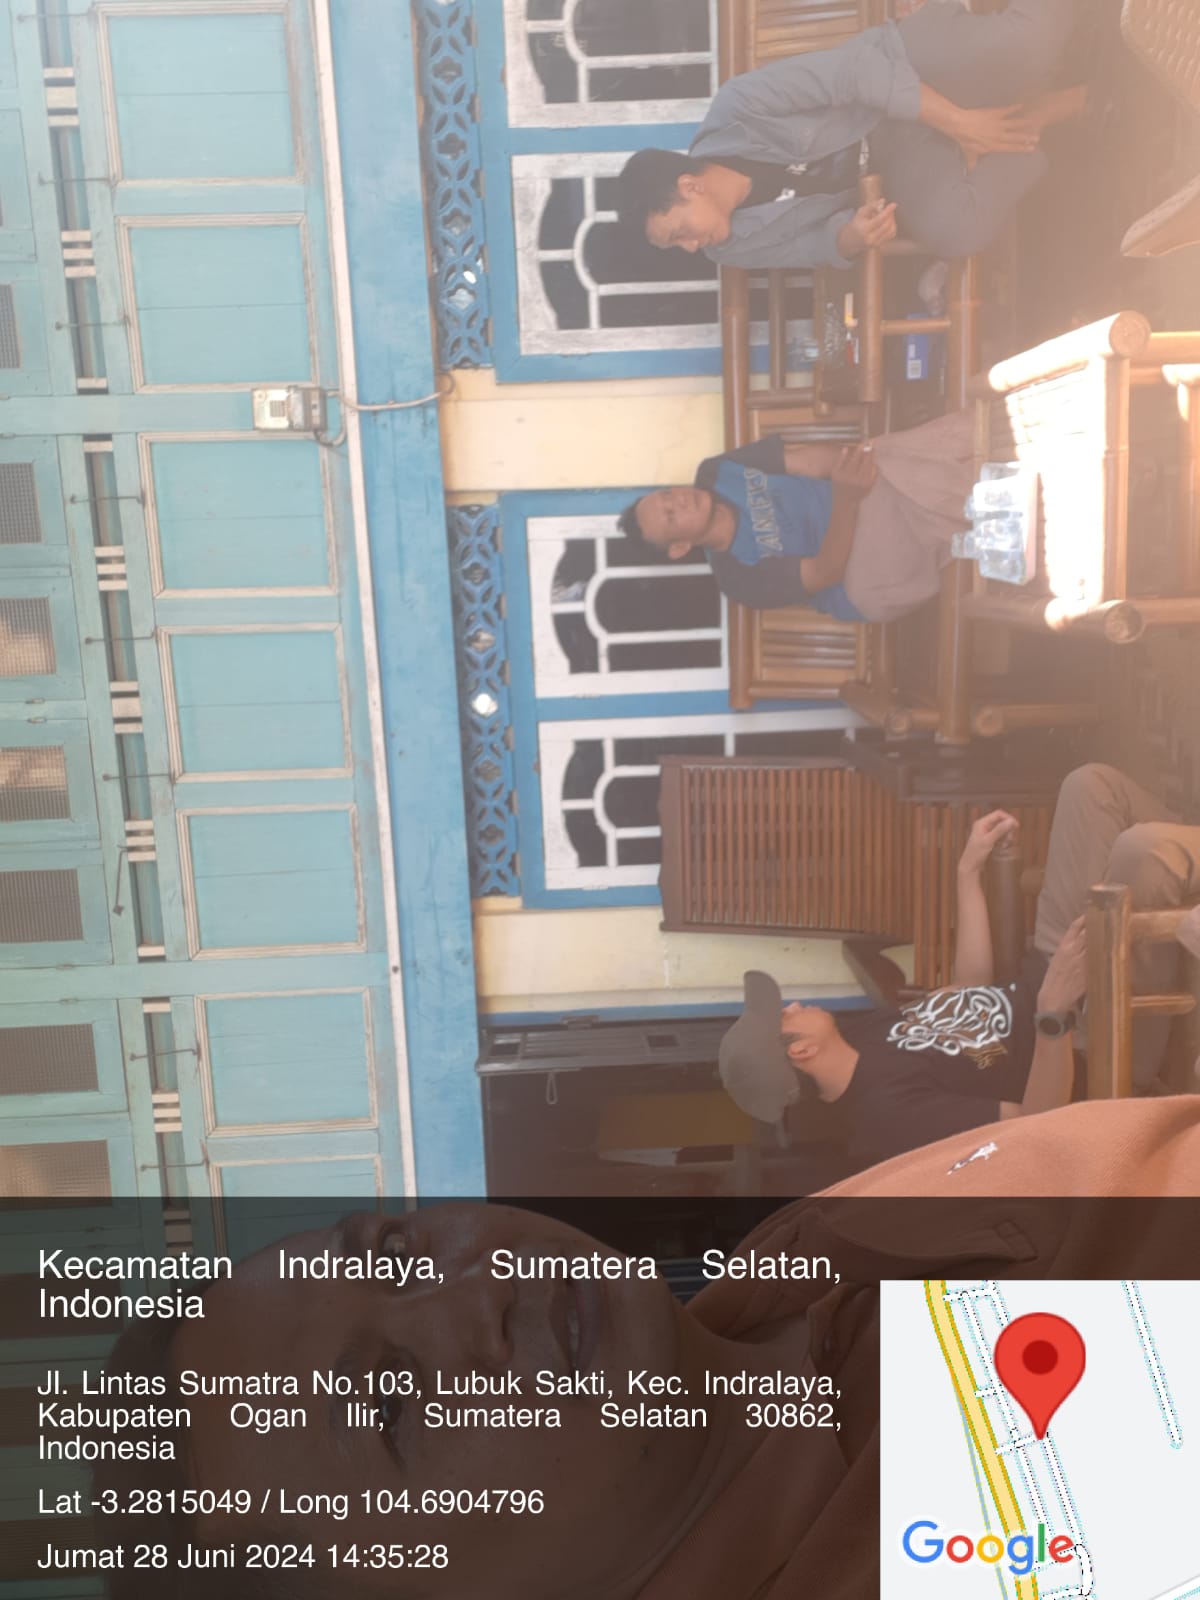 Kecamatan Indralaya, Sumatera Selatan,
Indonesia
Jl. Lintas Sumatra No.103, Lubuk Sakti, Kec. Indralaya,
Kabupaten Ogan Ilir, Sumatera Selatan 30862,
Indonesia
Lat -3.2815049 / Long 104.6904796
Jumat 28 Juni 2024 14:35:28
Google